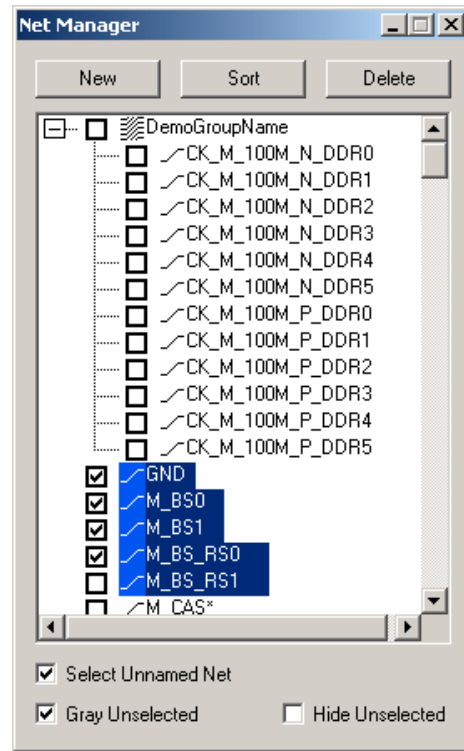 Net Manager
New Sort Delete
DemoGroupName
CK_M_100M_N_DDR0
CK_M_100M_N_DDR1
CK_M_100M_N_DDR2
CK_M_100M_N_DDR3
CK_M_100M_N_DDR4
CK_M_100M_N_DDR5
CK_M_100M_P_DDR0
CK_M_100M_P_DDR1
CK_M_100M_P_DDR2
CK_M_100M_P_DDR3
CK_M_100M_P_DDR4
CK_M_100M_P_DDR5
GND
M_BS0
M_BS1
M_BS_RS0
M_BS_RS1
M_CAS*
Select Unnamed Net
Gray Unselected Hide Unselected